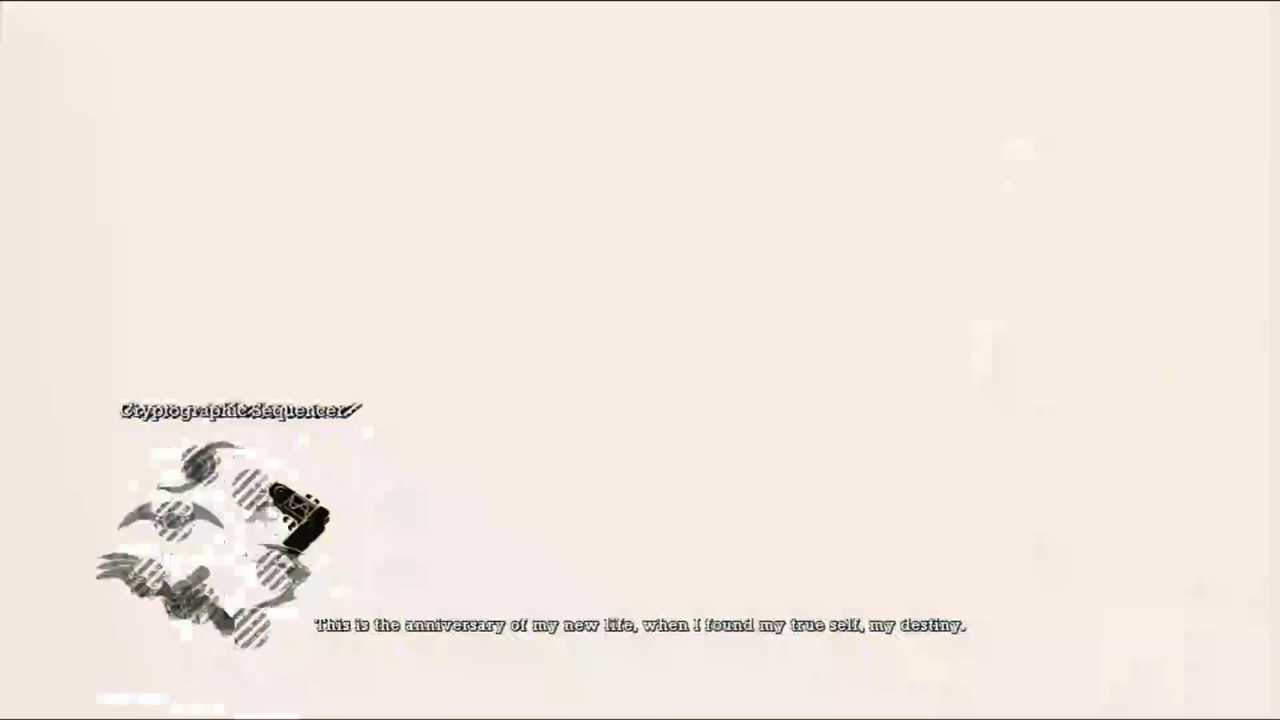 Cryptographic Sequencer
This is the anniversary of my new life, when I found my true self, my destiny.